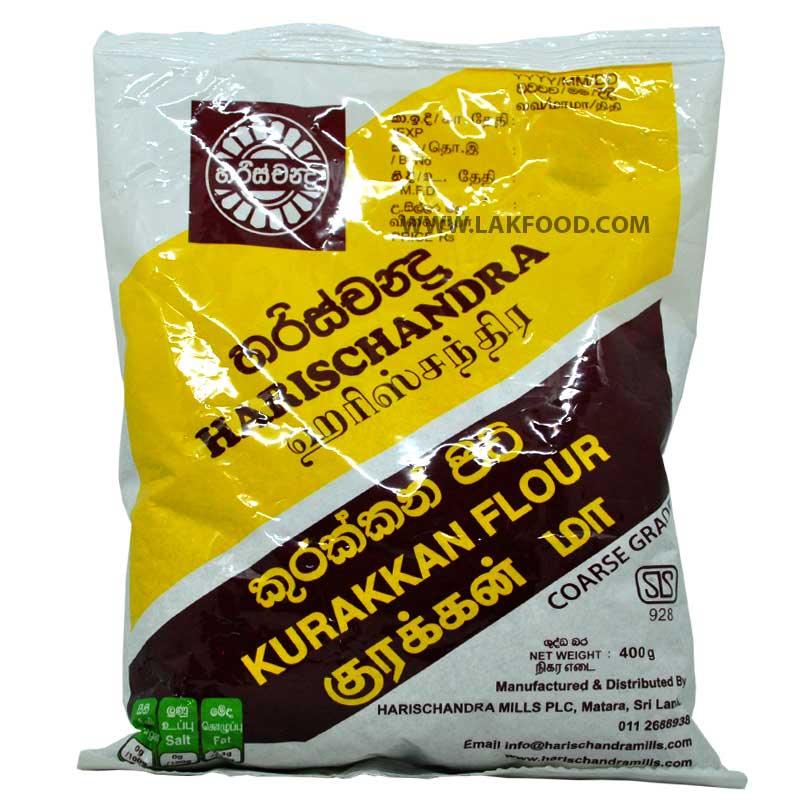 හරිස්චන්ද්‍ර
YYYY/MM/DD
EXP
B.No
M.F.D
WWW.LAKFOOD.COM
හරිස්චන්ද්‍ර
HARISCHANDRA
ஹரிஸ்சந்திர
කුරක්කන් පිටි
KURAKKAN FLOUR
குரக்கன் மா
COARSE GRADE
SLS
928
ශුද්ධ බර
NET WEIGHT : 400g
நிகர எடை
Manufactured & Distributed By
HARISCHANDRA MILLS PLC, Matara, Sri Lanka
011 2688938
Email info@harischandramills.com
www.harischandramills.com
සීනි ලුණු මේද
உப்பு கொழுப்பு
Salt Fat
0g
/100g